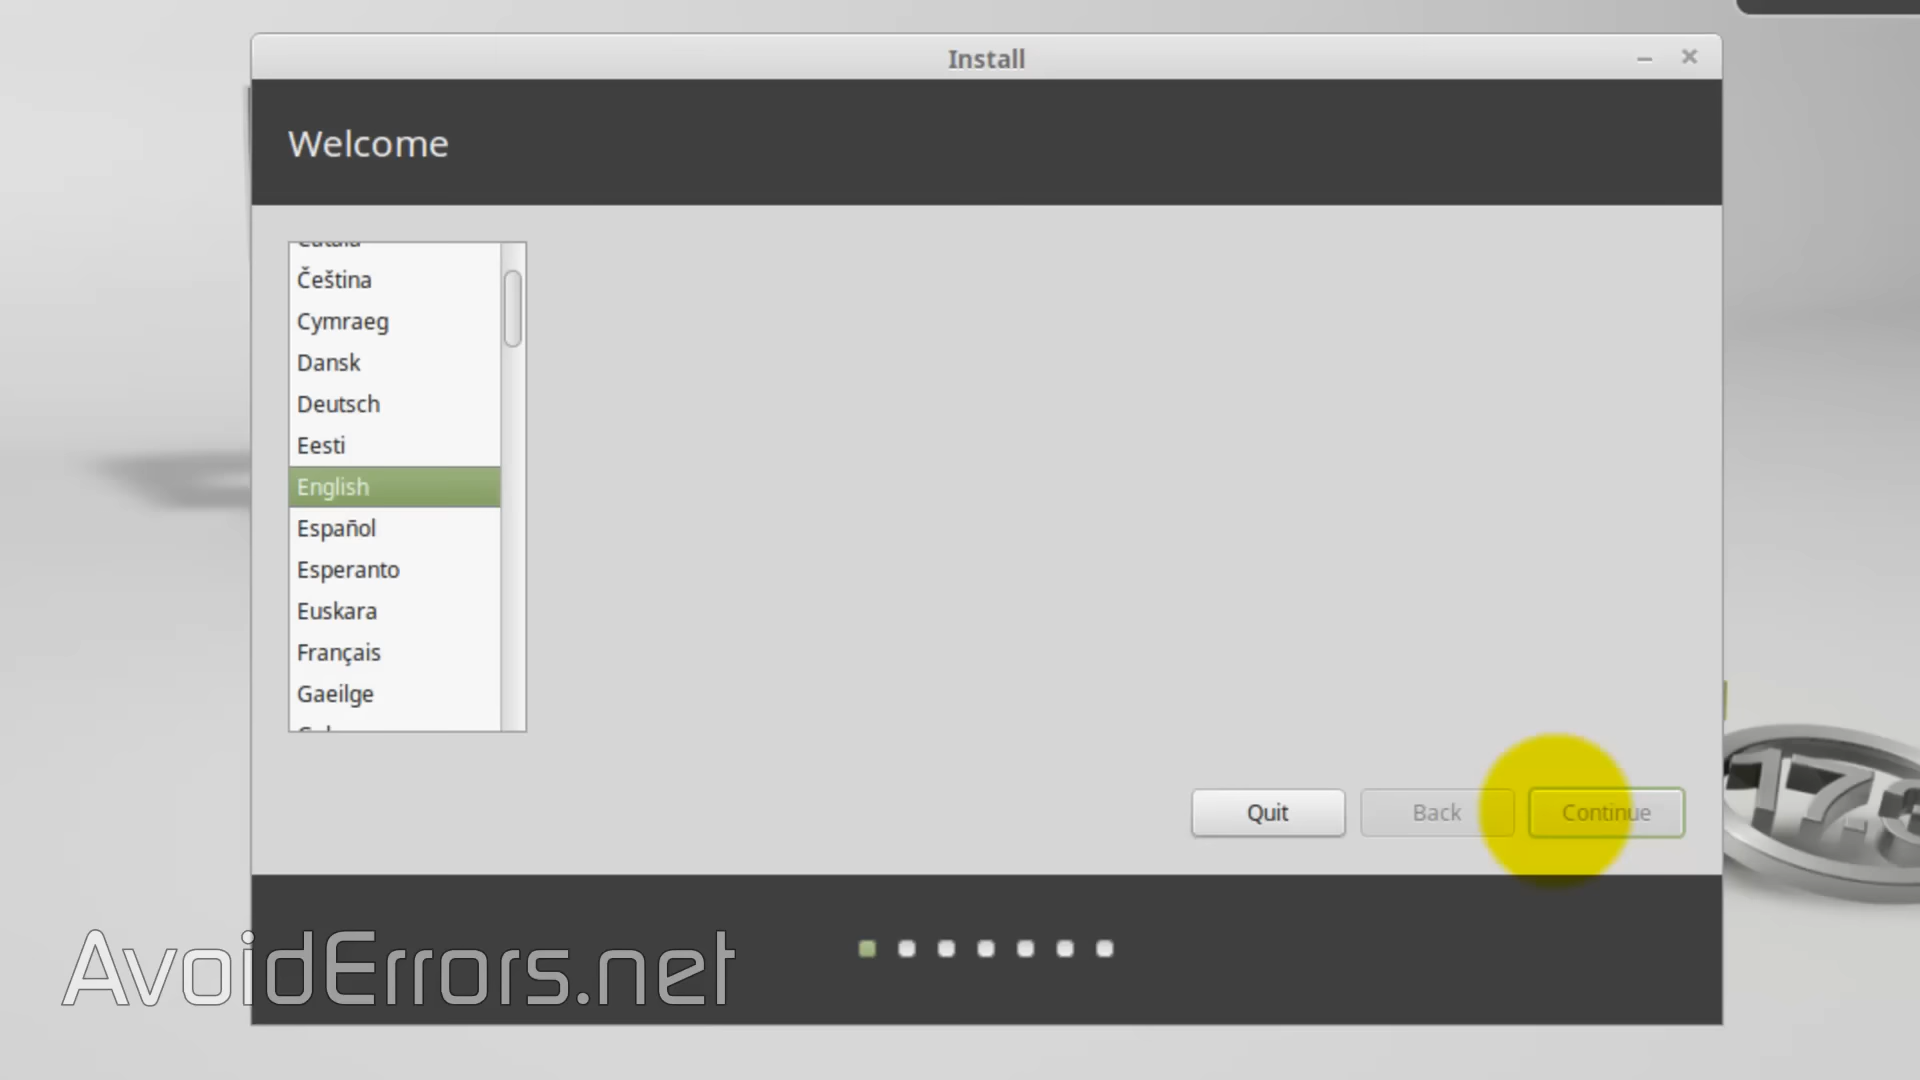 Install
Welcome
Čeština
Cymraeg
Dansk
Deutsch
Eesti
English
Español
Esperanto
Euskara
Français
Gaeilge
Quit
Back
Continue
AvoidErrors.net